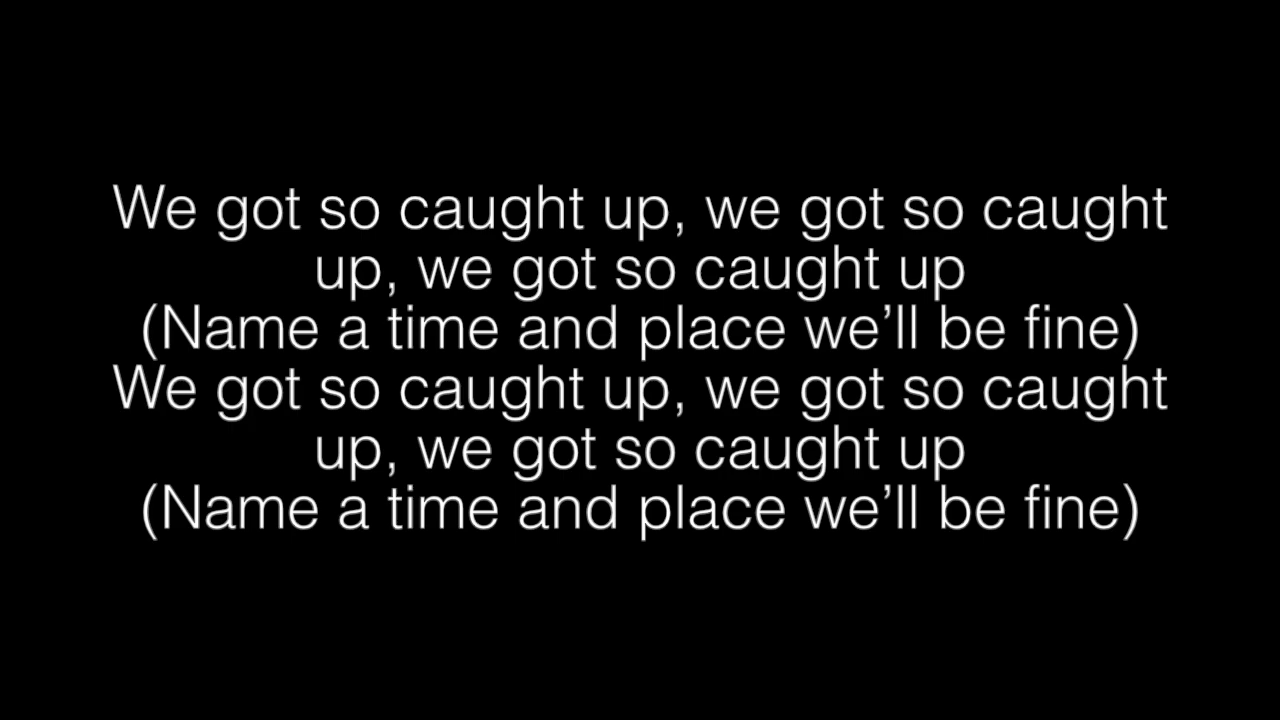 We got so caught up, we got so caught
up, we got so caught up
(Name a time and place we’ll be fine)
We got so caught up, we got so caught
up, we got so caught up
(Name a time and place we’ll be fine)